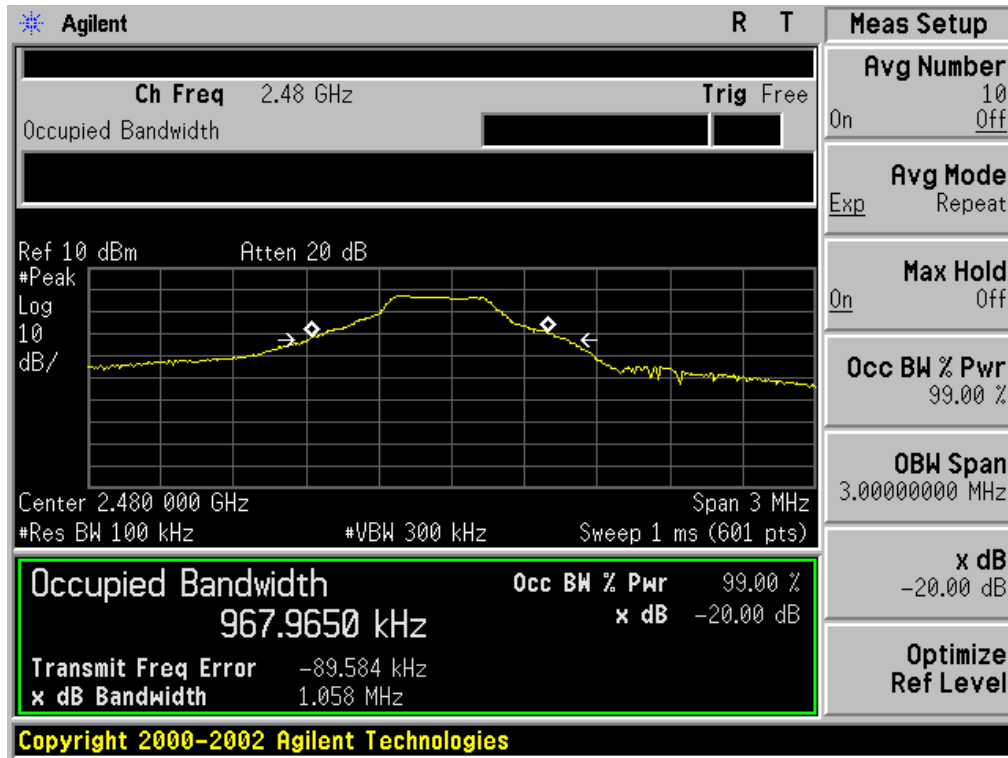 Agilent R T
Ch Freq 2.48 GHz Trig Free
Occupied Bandwidth
Ref 10 dBm Atten 20 dB
#Peak
Log
10
dB/
Center 2.480 000 GHz Span 3 MHz
#Res BW 100 kHz #VBW 300 kHz Sweep 1 ms (601 pts)
Occupied Bandwidth Occ BW % Pwr 99.00 %
967.9650 kHz x dB -20.00 dB
Transmit Freq Error -89.584 kHz
x dB Bandwidth 1.058 MHz
Copyright 2000-2002 Agilent Technologies
Meas Setup
Avg Number
10
On Off
Avg Mode
Exp Repeat
Max Hold
On Off
Occ BW % Pwr
99.00 %
OBW Span
3.00000000 MHz
x dB
-20.00 dB
Optimize
Ref Level